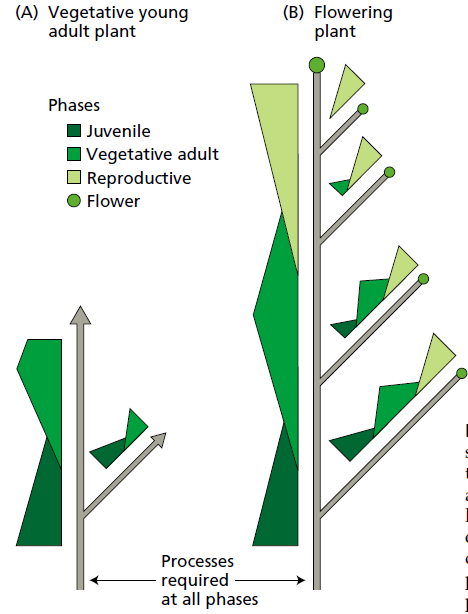 (A) Vegetative young
adult plant
(B) Flowering
plant
Phases
Juvenile
Vegetative adult
Reproductive
Flower
Processes
required
at all phases